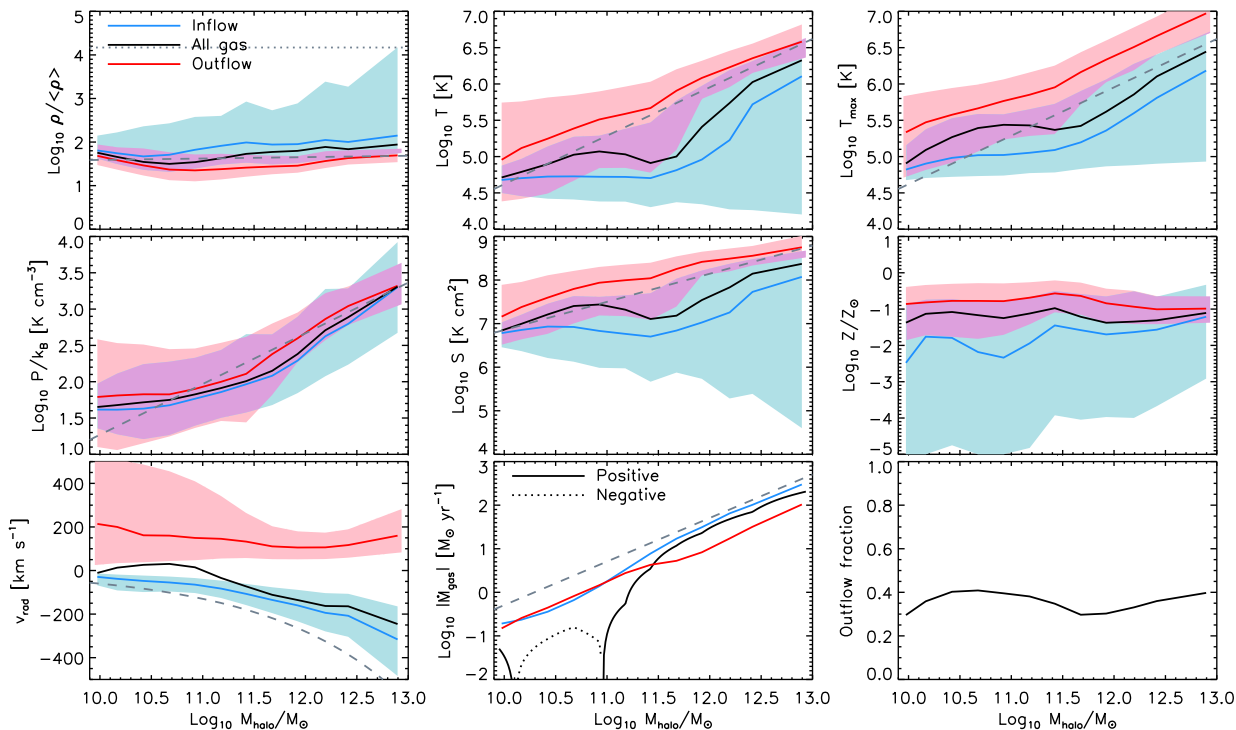 Inflow
All gas
Outflow
Log₁₀ ρ/<ρ>
5
4
3
2
1
0
Log₁₀ T [K]
7.0
6.5
6.0
5.5
5.0
4.5
4.0
Log₁₀ Tₘₐₓ [K]
7.0
6.5
6.0
5.5
5.0
4.5
4.0
Log₁₀ P/k_B [K cm⁻³]
4.0
3.5
3.0
2.5
2.0
1.5
1.0
Log₁₀ S [K cm²]
9
8
7
6
5
4
Log₁₀ Z/Z⊙
1
0
−1
−2
−3
−4
−5
v_rad [km s⁻¹]
400
200
0
−200
−400
10.0 10.5 11.0 11.5 12.0 12.5 13.0
Log₁₀ M_halo/M⊙
Positive
Negative
Log₁₀ |Ṁ_gas| [M⊙ yr⁻¹]
3
2
1
0
−1
−2
10.0 10.5 11.0 11.5 12.0 12.5 13.0
Log₁₀ M_halo/M⊙
Outflow fraction
1.0
0.8
0.6
0.4
0.2
0.0
10.0 10.5 11.0 11.5 12.0 12.5 13.0
Log₁₀ M_halo/M⊙